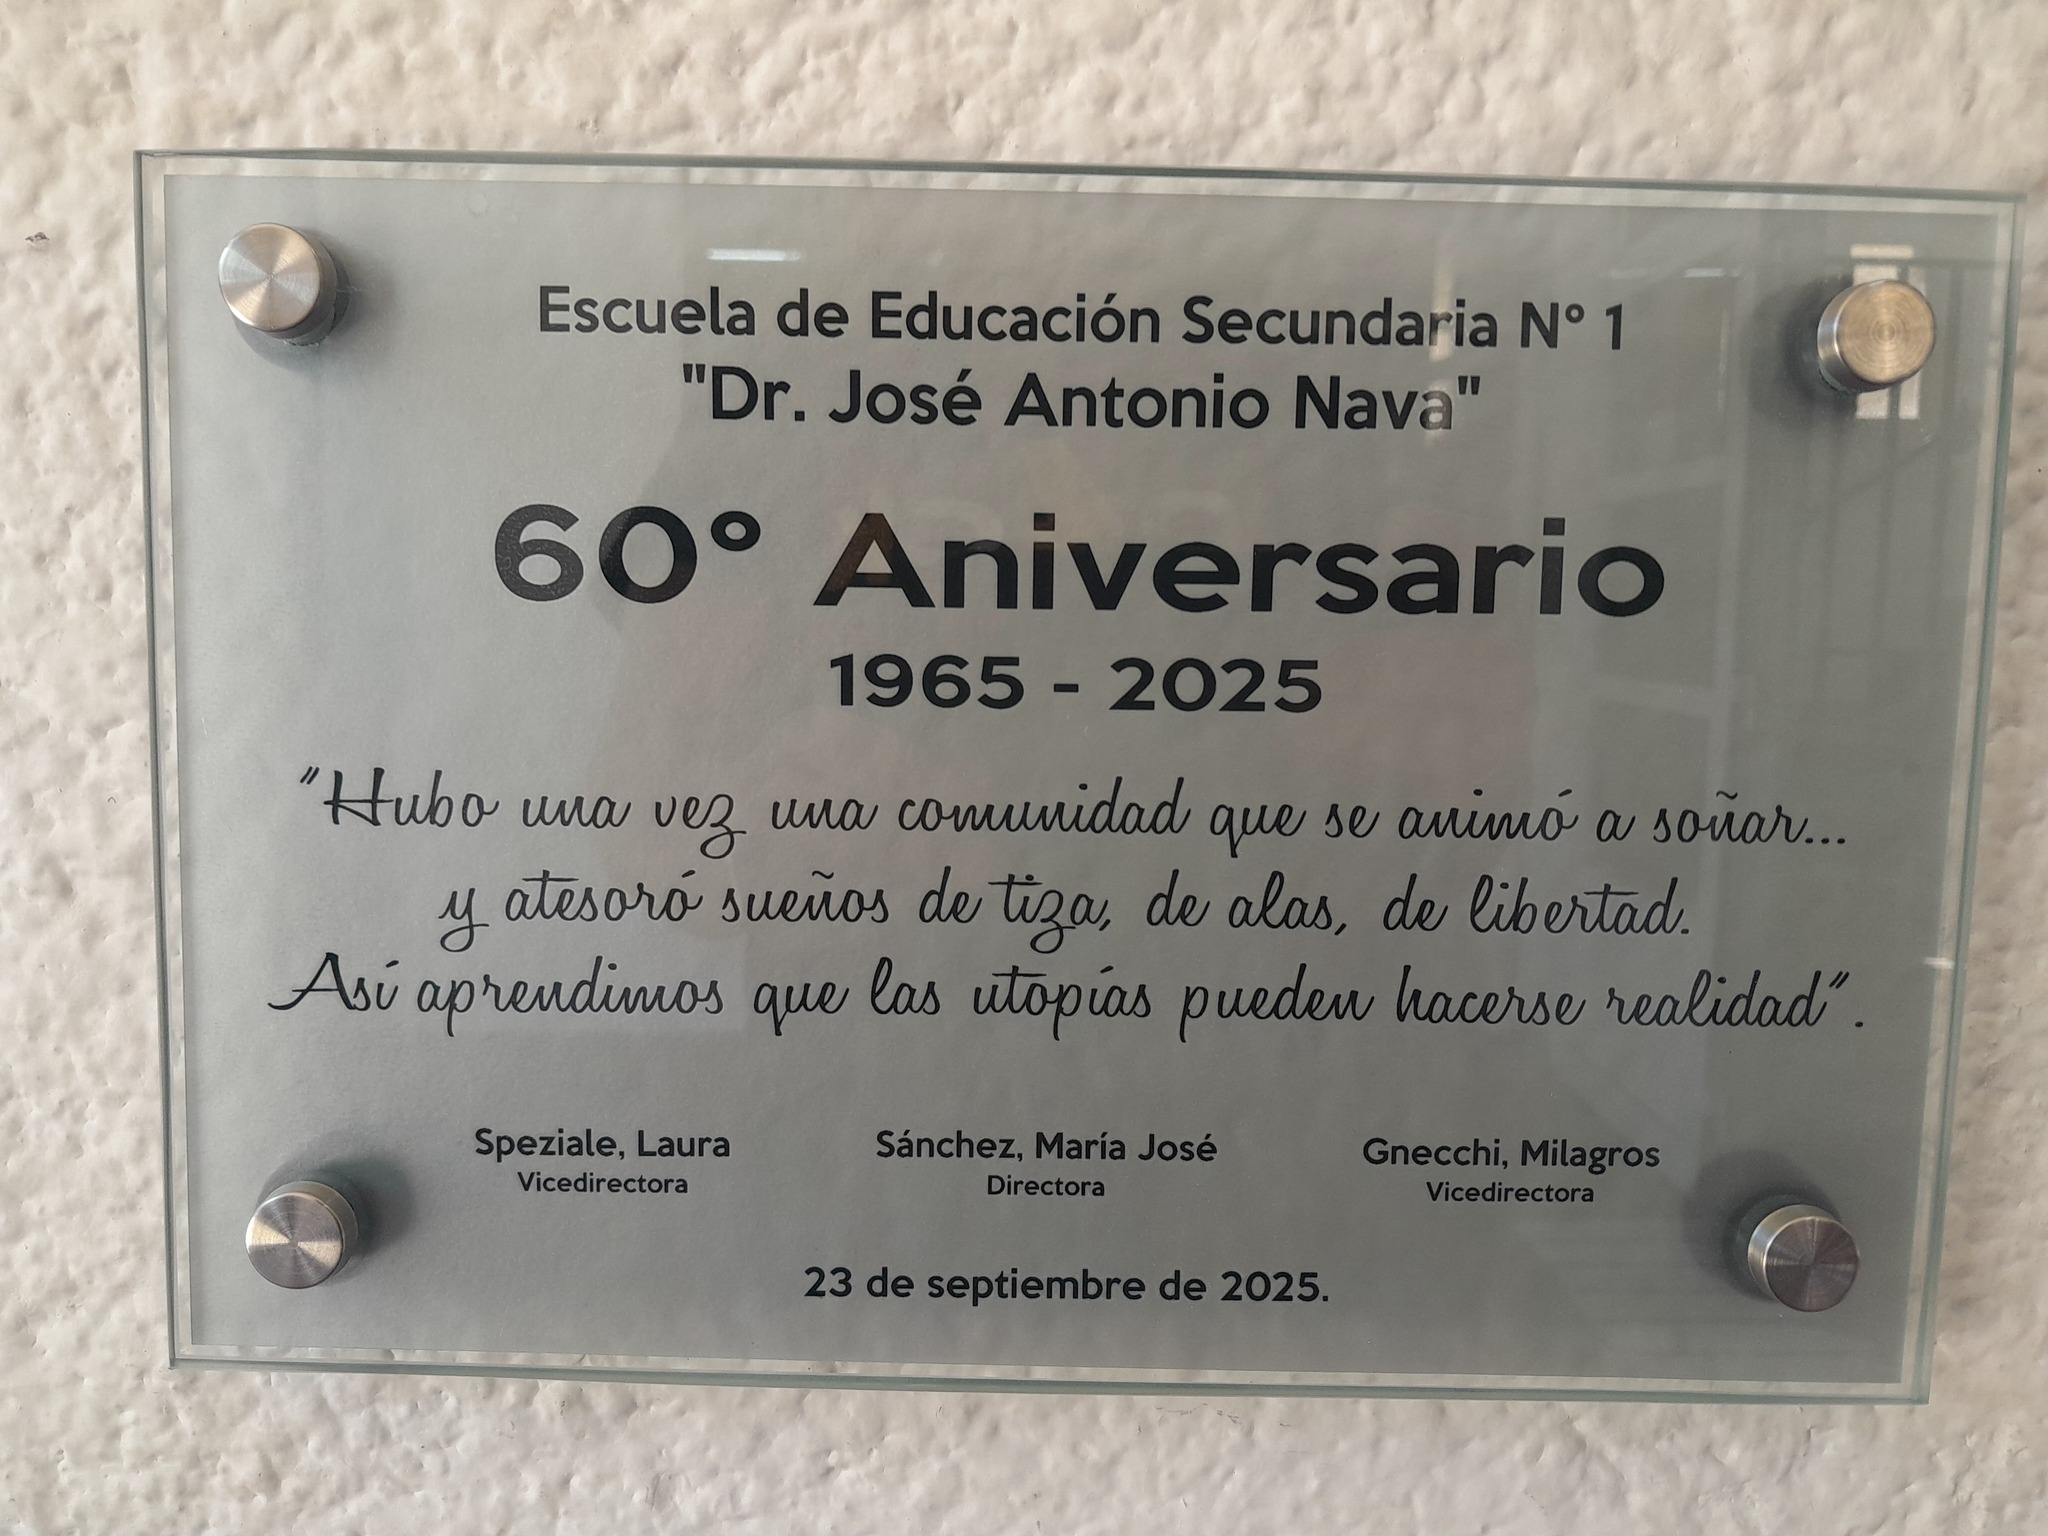 Escuela de Educación Secundaria N° 1
"Dr. José Antonio Nava"
60° Aniversario
1965 - 2025
"Hubo una vez una comunidad que se animó a soñar...
y atesoró sueños de tiza, de alas, de libertad.
Así aprendimos que las utopías pueden hacerse realidad".
Speziale, Laura Sánchez, María José Gnecchi, Milagros
Vicedirectora Directora Vicedirectora
23 de septiembre de 2025.